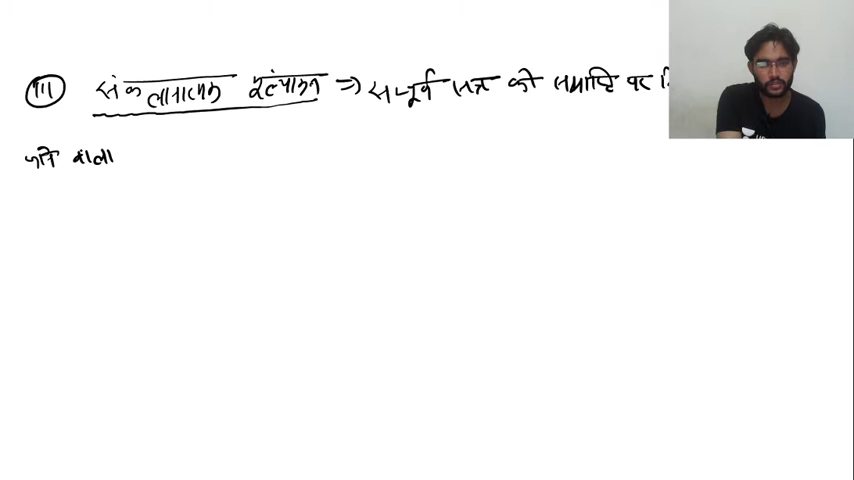 (III) संकलनात्मक मूल्यांकन ⇒ सम्पूर्ण सत्र की समाप्ति पर
जाने वाला